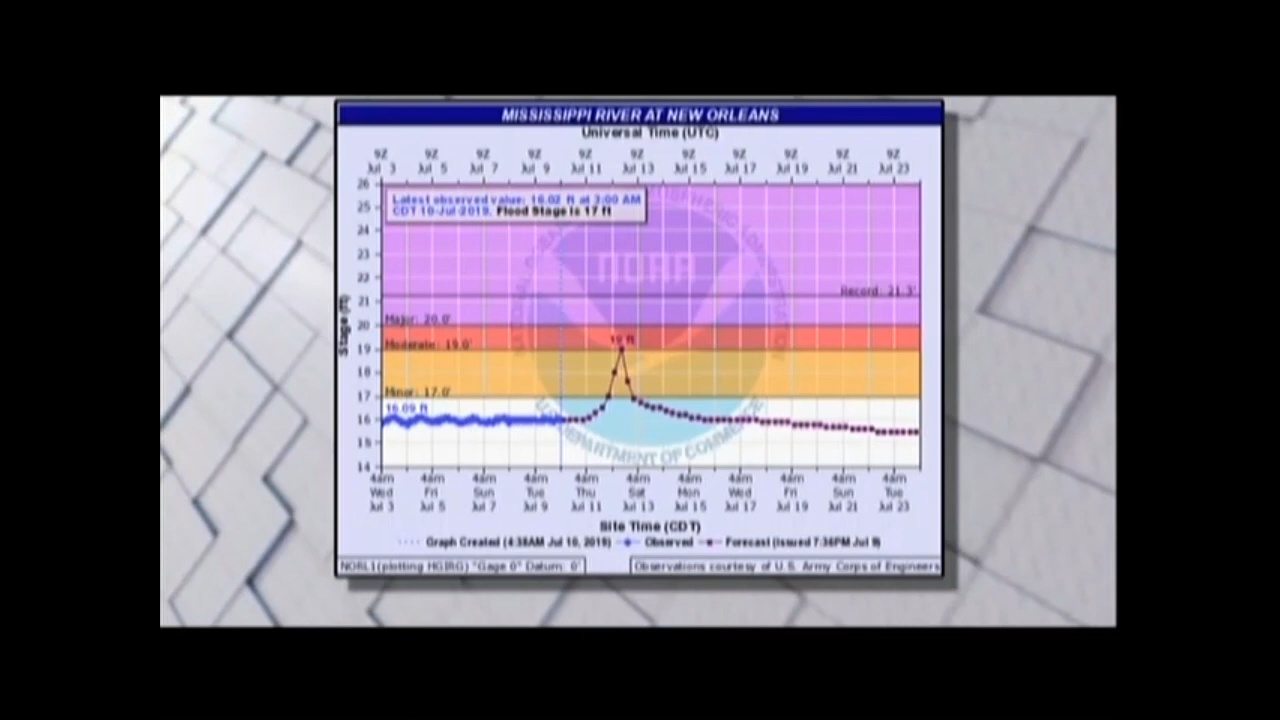 MISSISSIPPI RIVER AT NEW ORLEANS
Universal Time (UTC)
9Z 9Z 9Z 9Z 9Z 9Z 9Z 9Z 9Z 9Z 9Z
Jul 3 Jul 5 Jul 7 Jul 9 Jul 11 Jul 13 Jul 15 Jul 17 Jul 19 Jul 21 Jul 23
26
Latest observed value: 16.02 ft at 3:00 AM
CDT 10-Jul-2019. Flood Stage is 17 ft
25
24
23
NOAA
22
Record: 21.3'
21
Major: 20.0'
20
Stage (ft)
19 ft
Moderate: 19.0'
19
18
Minor: 17.0'
17
16.09 ft
16
15
DEPARTMENT OF COMMERCE
14
4am 4am 4am 4am 4am 4am 4am 4am 4am 4am 4am
Wed Fri Sun Tue Thu Sat Mon Wed Fri Sun Tue
Jul 3 Jul 5 Jul 7 Jul 9 Jul 11 Jul 13 Jul 15 Jul 17 Jul 19 Jul 21 Jul 23
Site Time (CDT)
Graph Created (4:38AM Jul 10, 2019) Observed Forecast (issued 7:36PM Jul 9)
NORL1(plotting HGIRG) "Gage 0" Datum: 0' Observations courtesy of U.S. Army Corps of Engineers